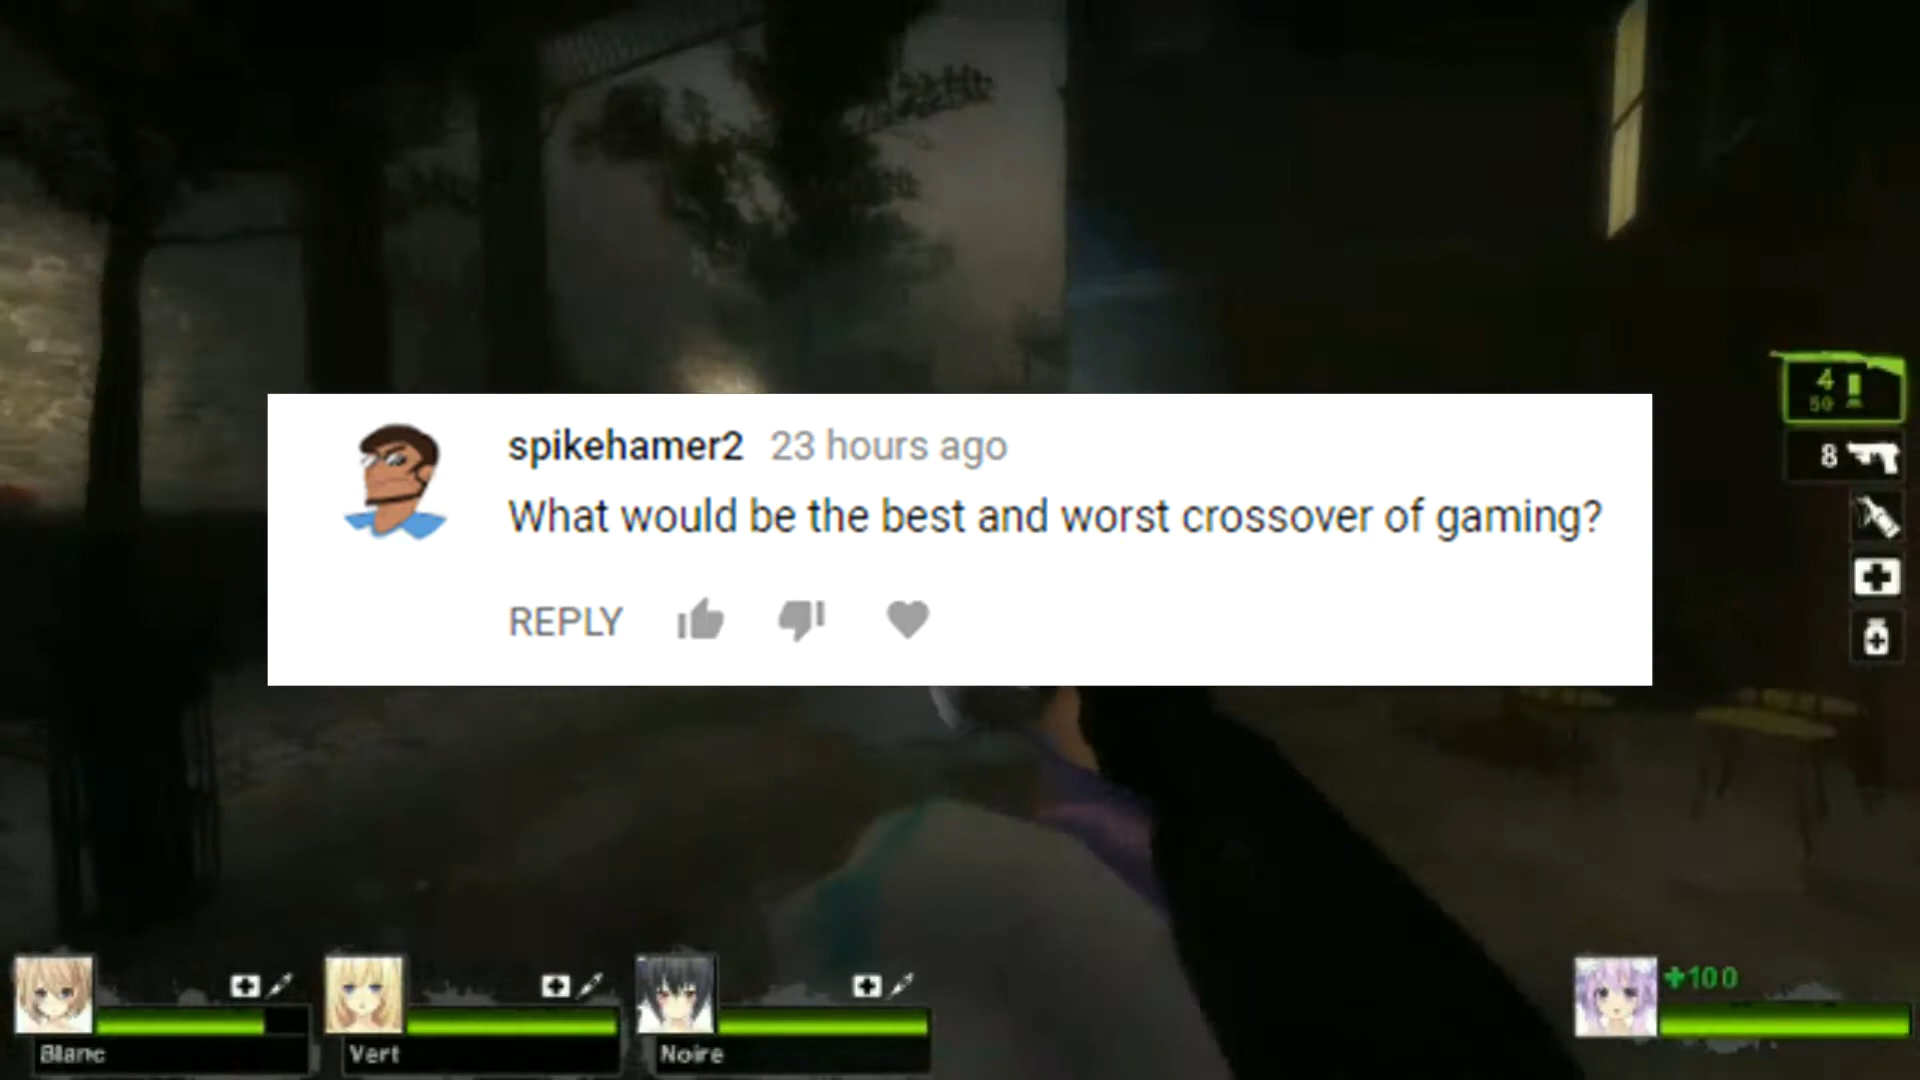 spikehamer2 23 hours ago
What would be the best and worst crossover of gaming?
REPLY
4
50
8
+100
Blanc
Vert
Noire